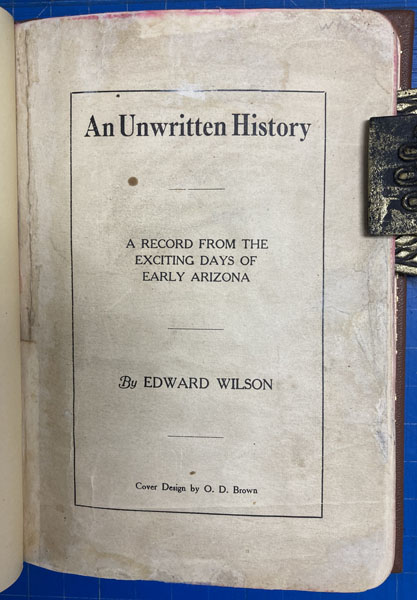 An Unwritten History
A RECORD FROM THE
EXCITING DAYS OF
EARLY ARIZONA
By EDWARD WILSON
Cover Design by O. D. Brown